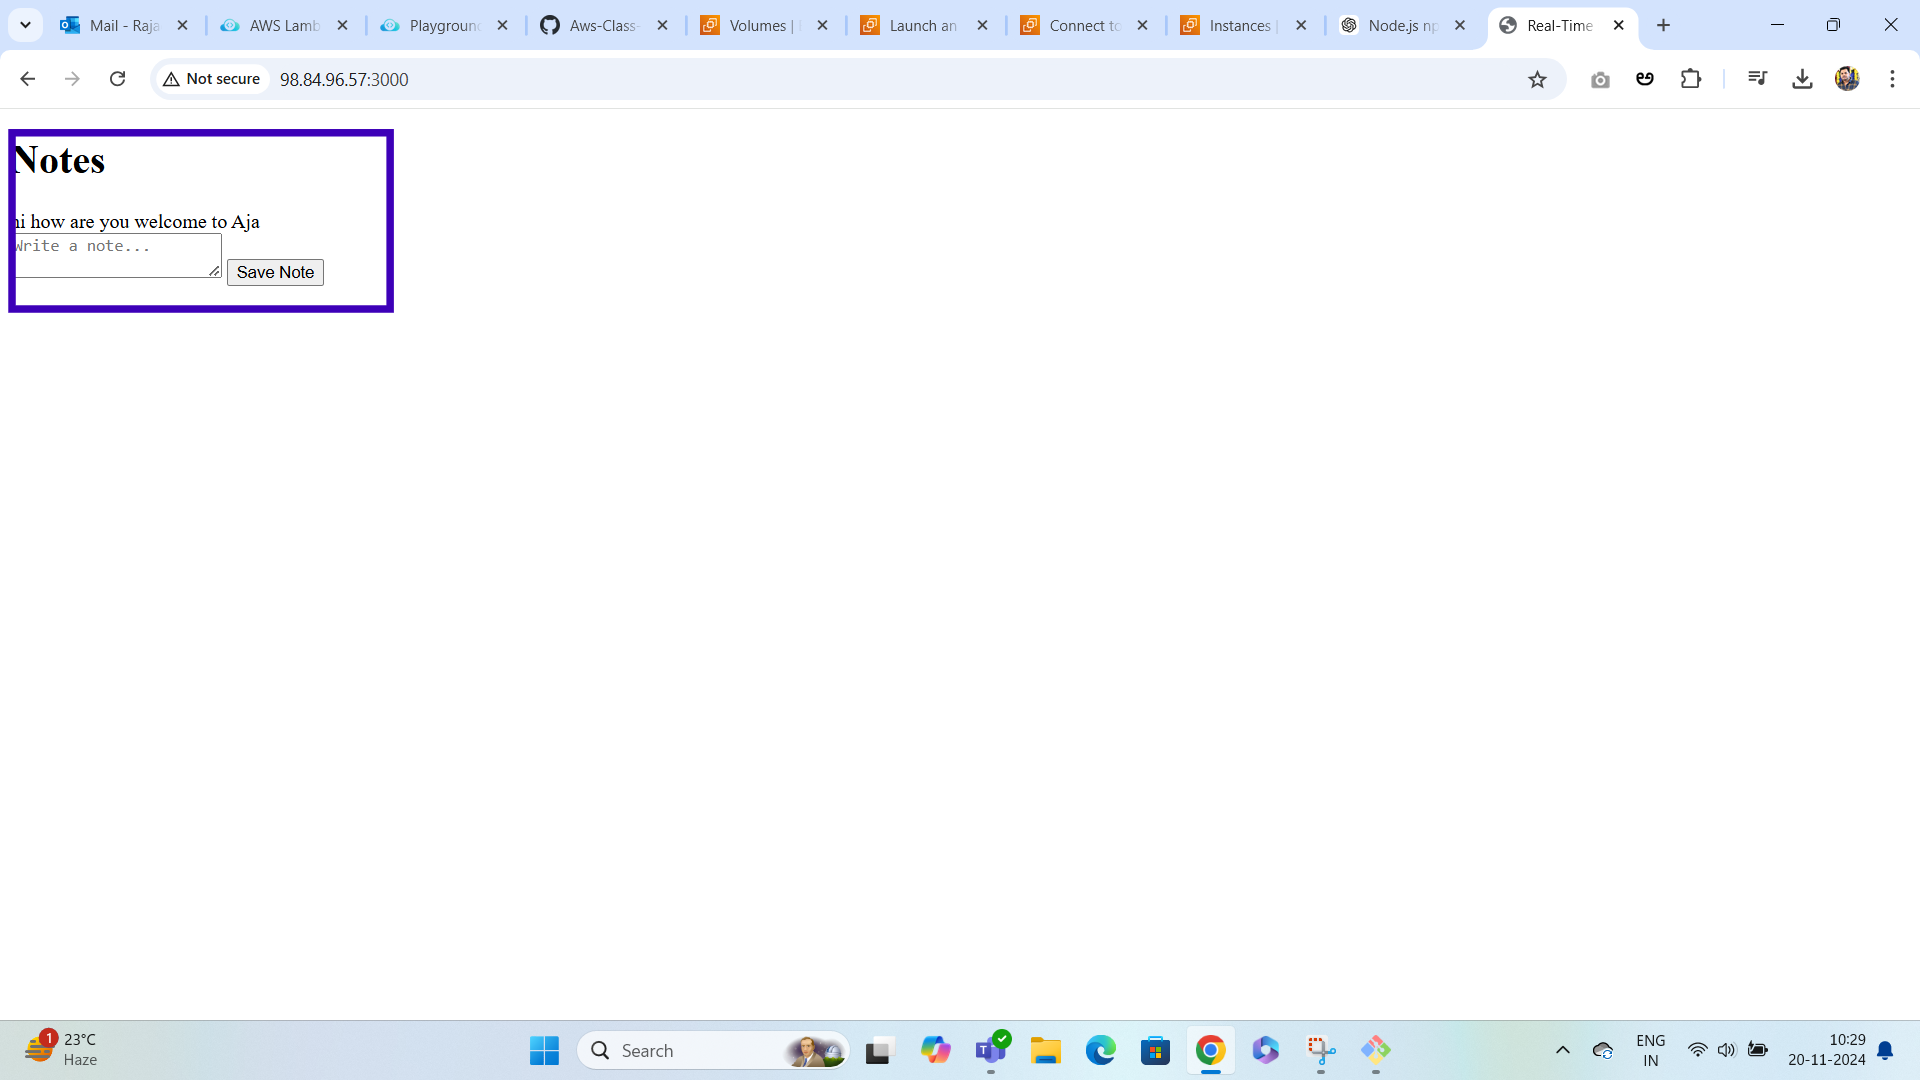 Mail - Raja
AWS Lamb
Playground
Aws-Class-
Volumes |
Launch an
Connect to
Instances |
Node.js np
Real-Time
Not secure
98.84.96.57:3000
Notes
hi how are you welcome to Aja
Write a note...
Save Note
1
23°C
Haze
Search
ENG
IN
10:29
20-11-2024